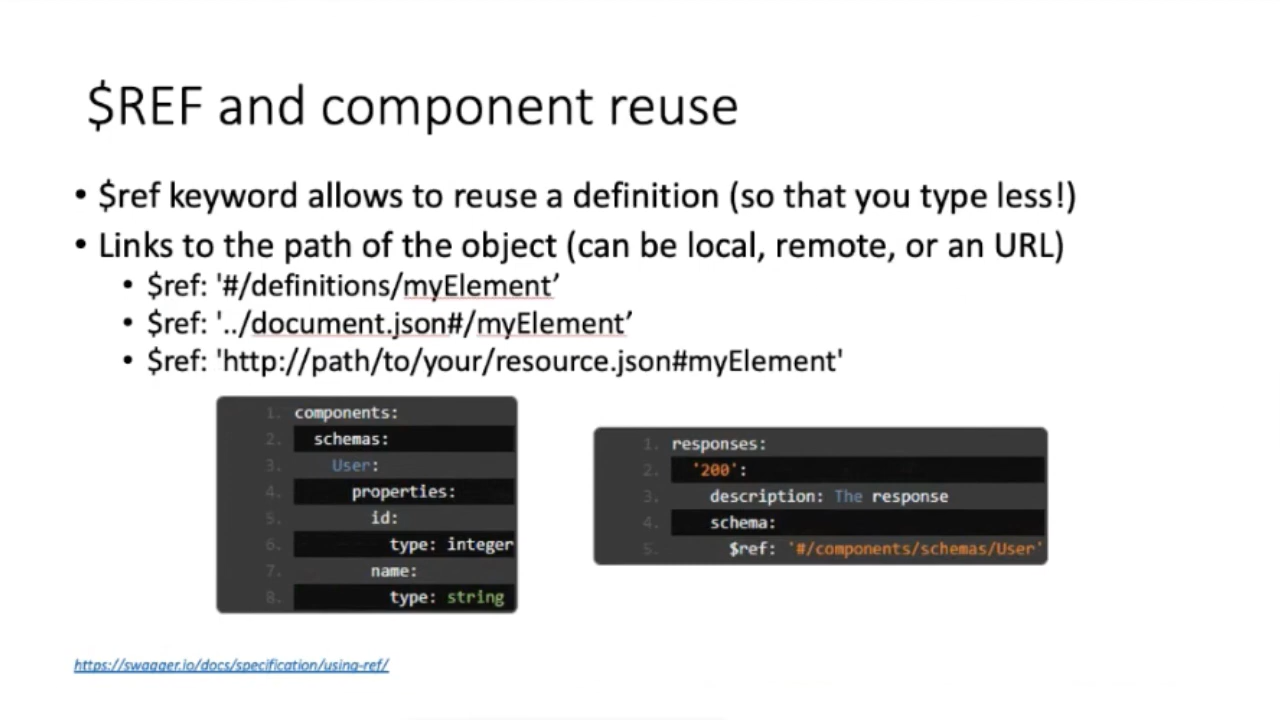 $REF and component reuse
• $ref keyword allows to reuse a definition (so that you type less!)
• Links to the path of the object (can be local, remote, or an URL)
• $ref: '#/definitions/myElement’
• $ref: '../document.json#/myElement’
• $ref: 'http://path/to/your/resource.json#myElement'
1. components:
2. schemas:
3. User:
4. properties:
5. id:
6. type: integer
7. name:
8. type: string
1. responses:
2. '200':
3. description: The response
4. schema:
5. $ref: '#/components/schemas/User'
https://swagger.io/docs/specification/using-ref/